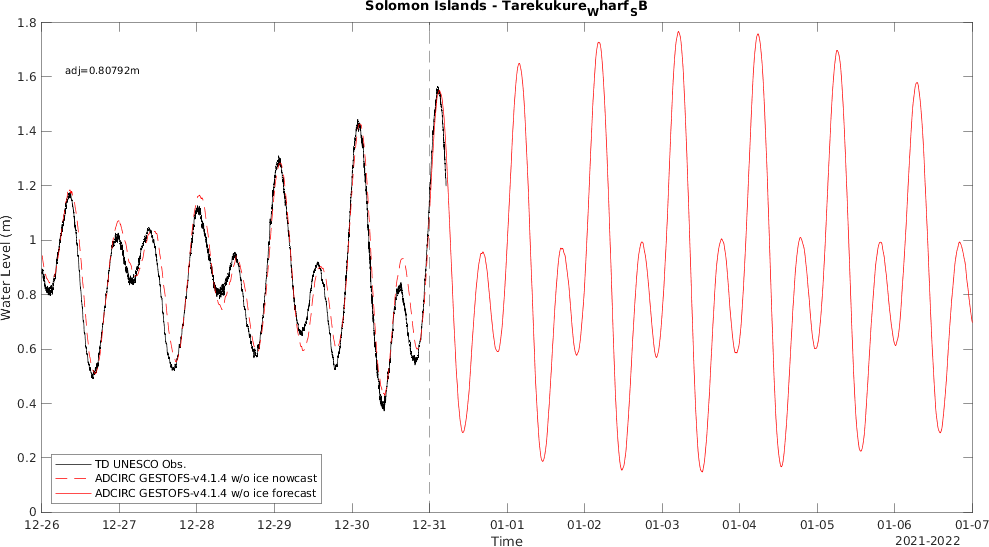 Solomon Islands - TarekukureWharfSB
1.8
1.6
1.4
1.2
1
0.8
0.6
0.4
0.2
0
Water Level (m)
adj=0.80792m
TD UNESCO Obs.
ADCIRC GESTOFS-v4.1.4 w/o ice nowcast
ADCIRC GESTOFS-v4.1.4 w/o ice forecast
12-26 12-27 12-28 12-29 12-30 12-31 01-01 01-02 01-03 01-04 01-05 01-06 01-07
Time
2021-2022